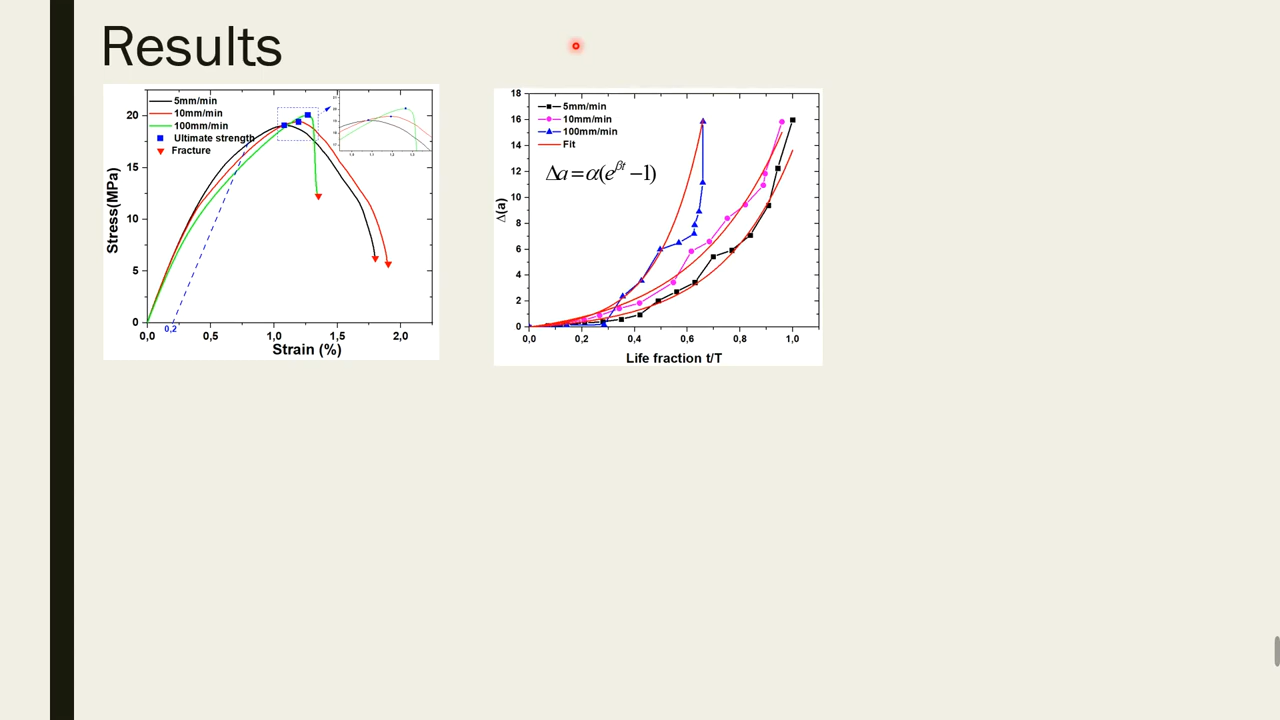 Results
5mm/min
10mm/min
100mm/min
Ultimate strength
Fracture
Stress(MPa)
20
15
10
5
0
0,2
0,0 0,5 1,0 1,5 2,0
Strain (%)
5mm/min
10mm/min
100mm/min
Fit
Δa=α(e^βt −1)
Δ(a)
18
16
14
12
10
8
6
4
2
0
0,0 0,2 0,4 0,6 0,8 1,0
Life fraction t/T